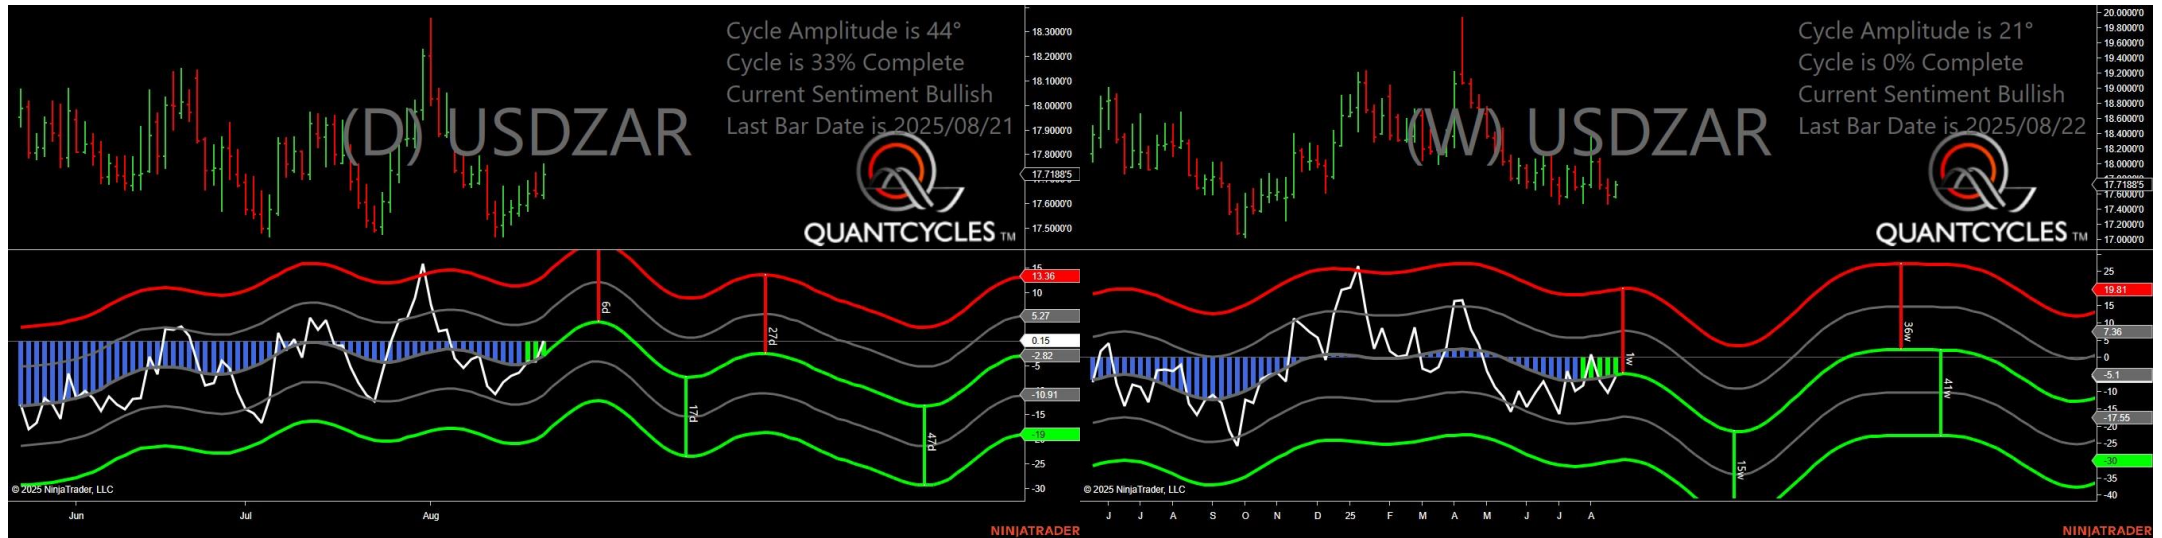 Cycle Amplitude is 44°
Cycle is 33% Complete
Current Sentiment Bullish
Last Bar Date is 2025/08/21
(D) USDZAR
QUANTCYCLES TM
18.3000'0
18.2000'0
18.1000'0
18.0000'0
17.9000'0
17.8000'0
17.7188'5
17.6000'0
17.5000'0
15
13.36
10
5.27
0.15
-2.82
-5
-10.91
-15
-19
-25
-30
6d
27d
17d
47d
© 2025 NinjaTrader, LLC
Jun
Jul
Aug
NINJATRADER
Cycle Amplitude is 21°
Cycle is 0% Complete
Current Sentiment Bullish
Last Bar Date is 2025/08/22
(W) USDZAR
QUANTCYCLES TM
20.0000'0
19.8000'0
19.6000'0
19.4000'0
19.2000'0
19.0000'0
18.8000'0
18.6000'0
18.4000'0
18.2000'0
18.0000'0
17.7188'5
17.6000'0
17.4000'0
17.2000'0
17.0000'0
25
19.81
15
10
7.36
5
0
-5.1
-10
-15
-17.55
-20
-25
-30
-35
-40
1w
36w
41w
15w
© 2025 NinjaTrader, LLC
J
J
A
S
O
N
D
25
F
M
A
M
J
J
A
NINJATRADER